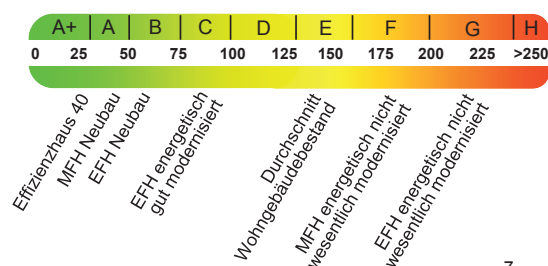 A+ A B C D E F G H
0 25 50 75 100 125 150 175 200 225 >250
Effizienzhaus 40
MFH Neubau
EFH Neubau
EFH energetisch
gut modernisiert
Durchschnitt
Wohngebäudebestand
MFH energetisch nicht
wesentlich modernisiert
EFH energetisch nicht
wesentlich modernisiert